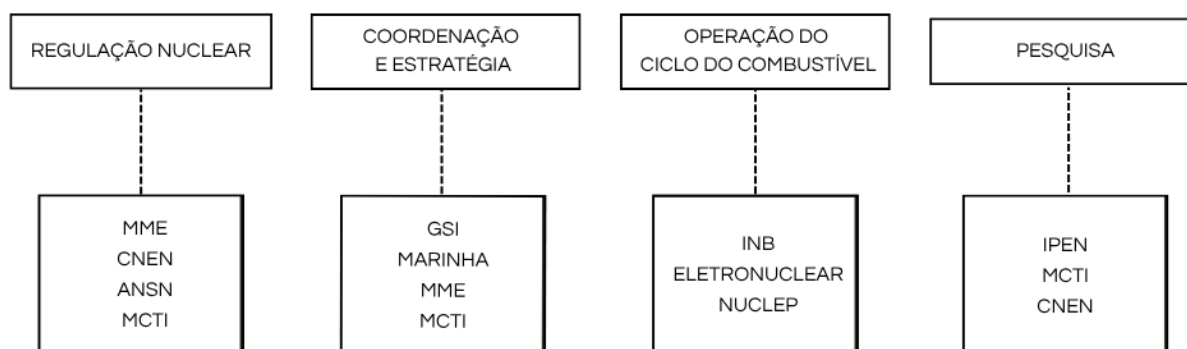 REGULAÇÃO NUCLEAR
MME
CNEN
ANSN
MCTI
COORDENAÇÃO
E ESTRATÉGIA
GSI
MARINHA
MME
MCTI
OPERAÇÃO DO
CICLO DO COMBUSTÍVEL
INB
ELETRONUCLEAR
NUCLEP
PESQUISA
IPEN
MCTI
CNEN